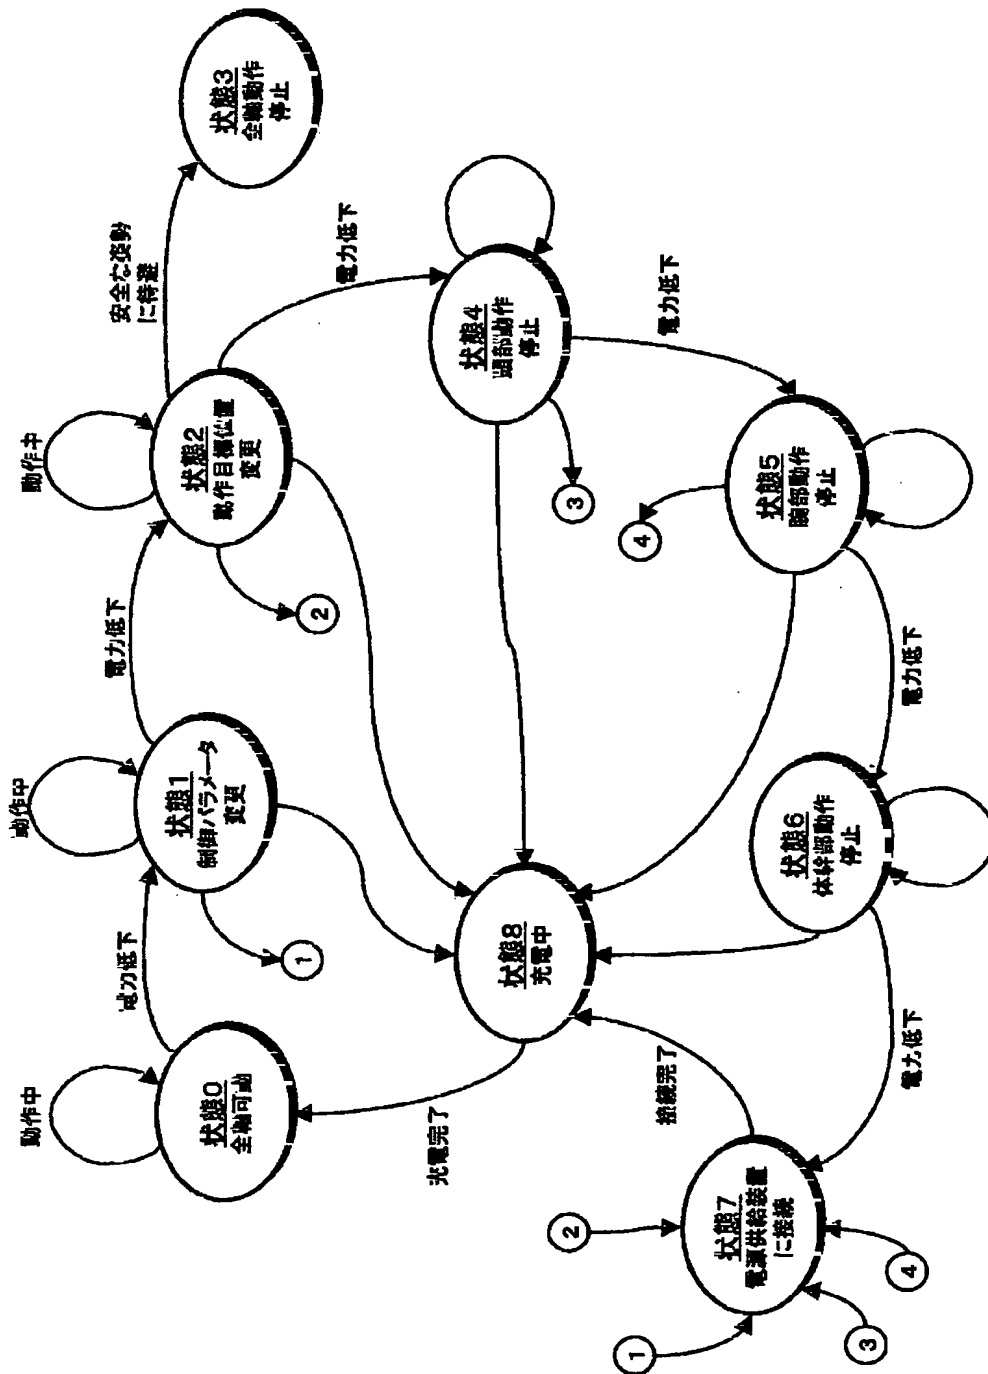 動作中
動作中
動作中
電力低下
電力低下
安全な姿勢
に待避
状態0
全軸可動
状態1
制御パラメータ
変更
状態2
動作目標位置
変更
状態3
全軸動作
停止
1
2
電力低下
充電完了
状態8
充電中
状態4
頭部動作
停止
3
電力低下
接続完了
4
2
状態7
電源供給装置
に接続
1
3
4
電力低下
状態6
体幹部動作
停止
電力低下
状態5
腕部動作
停止